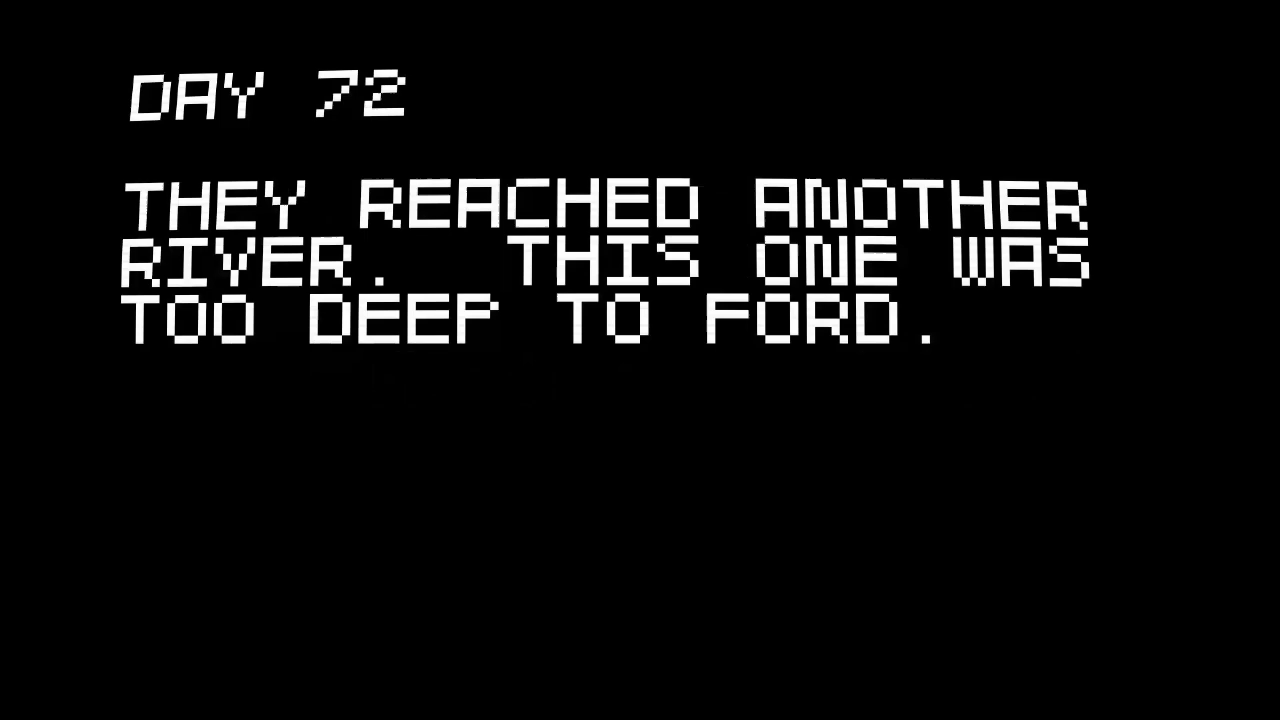 DAY 72
THEY REACHED ANOTHER
RIVER.  THIS ONE WAS
TOO DEEP TO FORD.